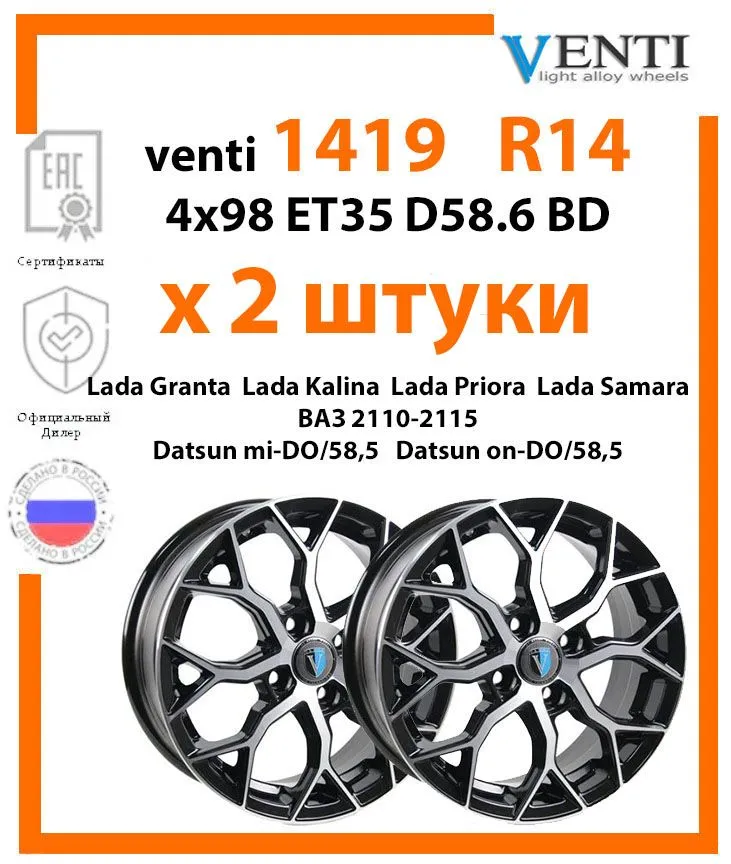 VENTI
light alloy wheels
venti 1419 R14
4x98 ET35 D58.6 BD
x 2 штуки
ЕАС
Сертификаты
Lada Granta Lada Kalina Lada Priora Lada Samara
ВАЗ 2110-2115
Datsun mi-DO/58,5 Datsun on-DO/58,5
Официальный
Дилер
СДЕЛАНО В РОССИИ
СДЕЛАНО В РОССИИ
V
V